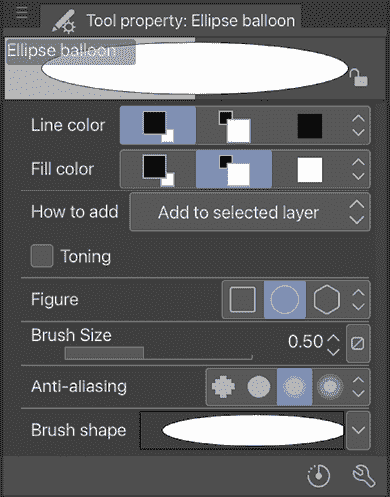 Tool property: Ellipse balloon
Ellipse balloon
Line color
Fill color
How to add Add to selected layer
Toning
Figure
Brush Size 0.50
Anti-aliasing
Brush shape